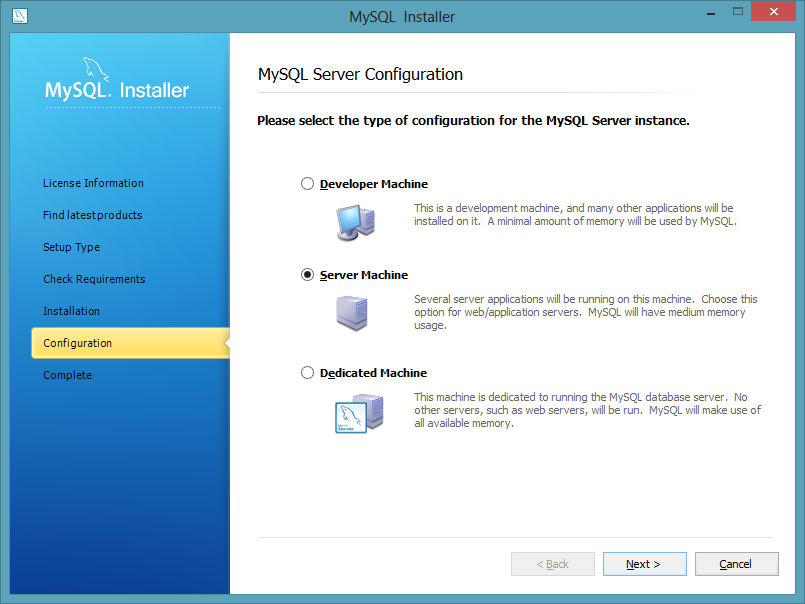 MySQL Installer
MySQL. Installer
License Information
Find latest products
Setup Type
Check Requirements
Installation
Configuration
Complete
MySQL Server Configuration
Please select the type of configuration for the MySQL Server instance.
Developer Machine
This is a development machine, and many other applications will be
installed on it. A minimal amount of memory will be used by MySQL.
Server Machine
Several server applications will be running on this machine. Choose this
option for web/application servers. MySQL will have medium memory
usage.
Dedicated Machine
This machine is dedicated to running the MySQL database server. No
other servers, such as web servers, will be run. MySQL will make use of
all available memory.
Server
< Back
Next >
Cancel